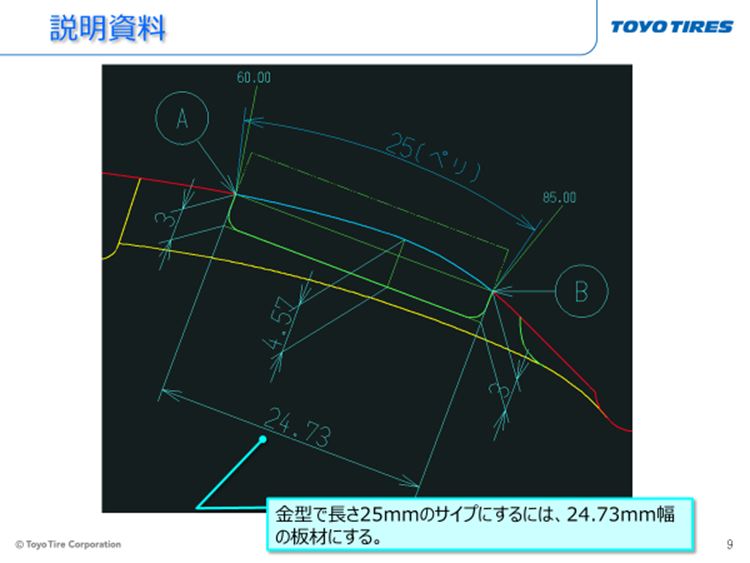 説明資料
TOYO TIRES
60.00
A
25(ペリ)
85.00
3
B
4.57
3
24.73
金型で長さ25mmのサイプにするには、24.73mm幅
の板材にする。
© Toyo Tire Corporation
9